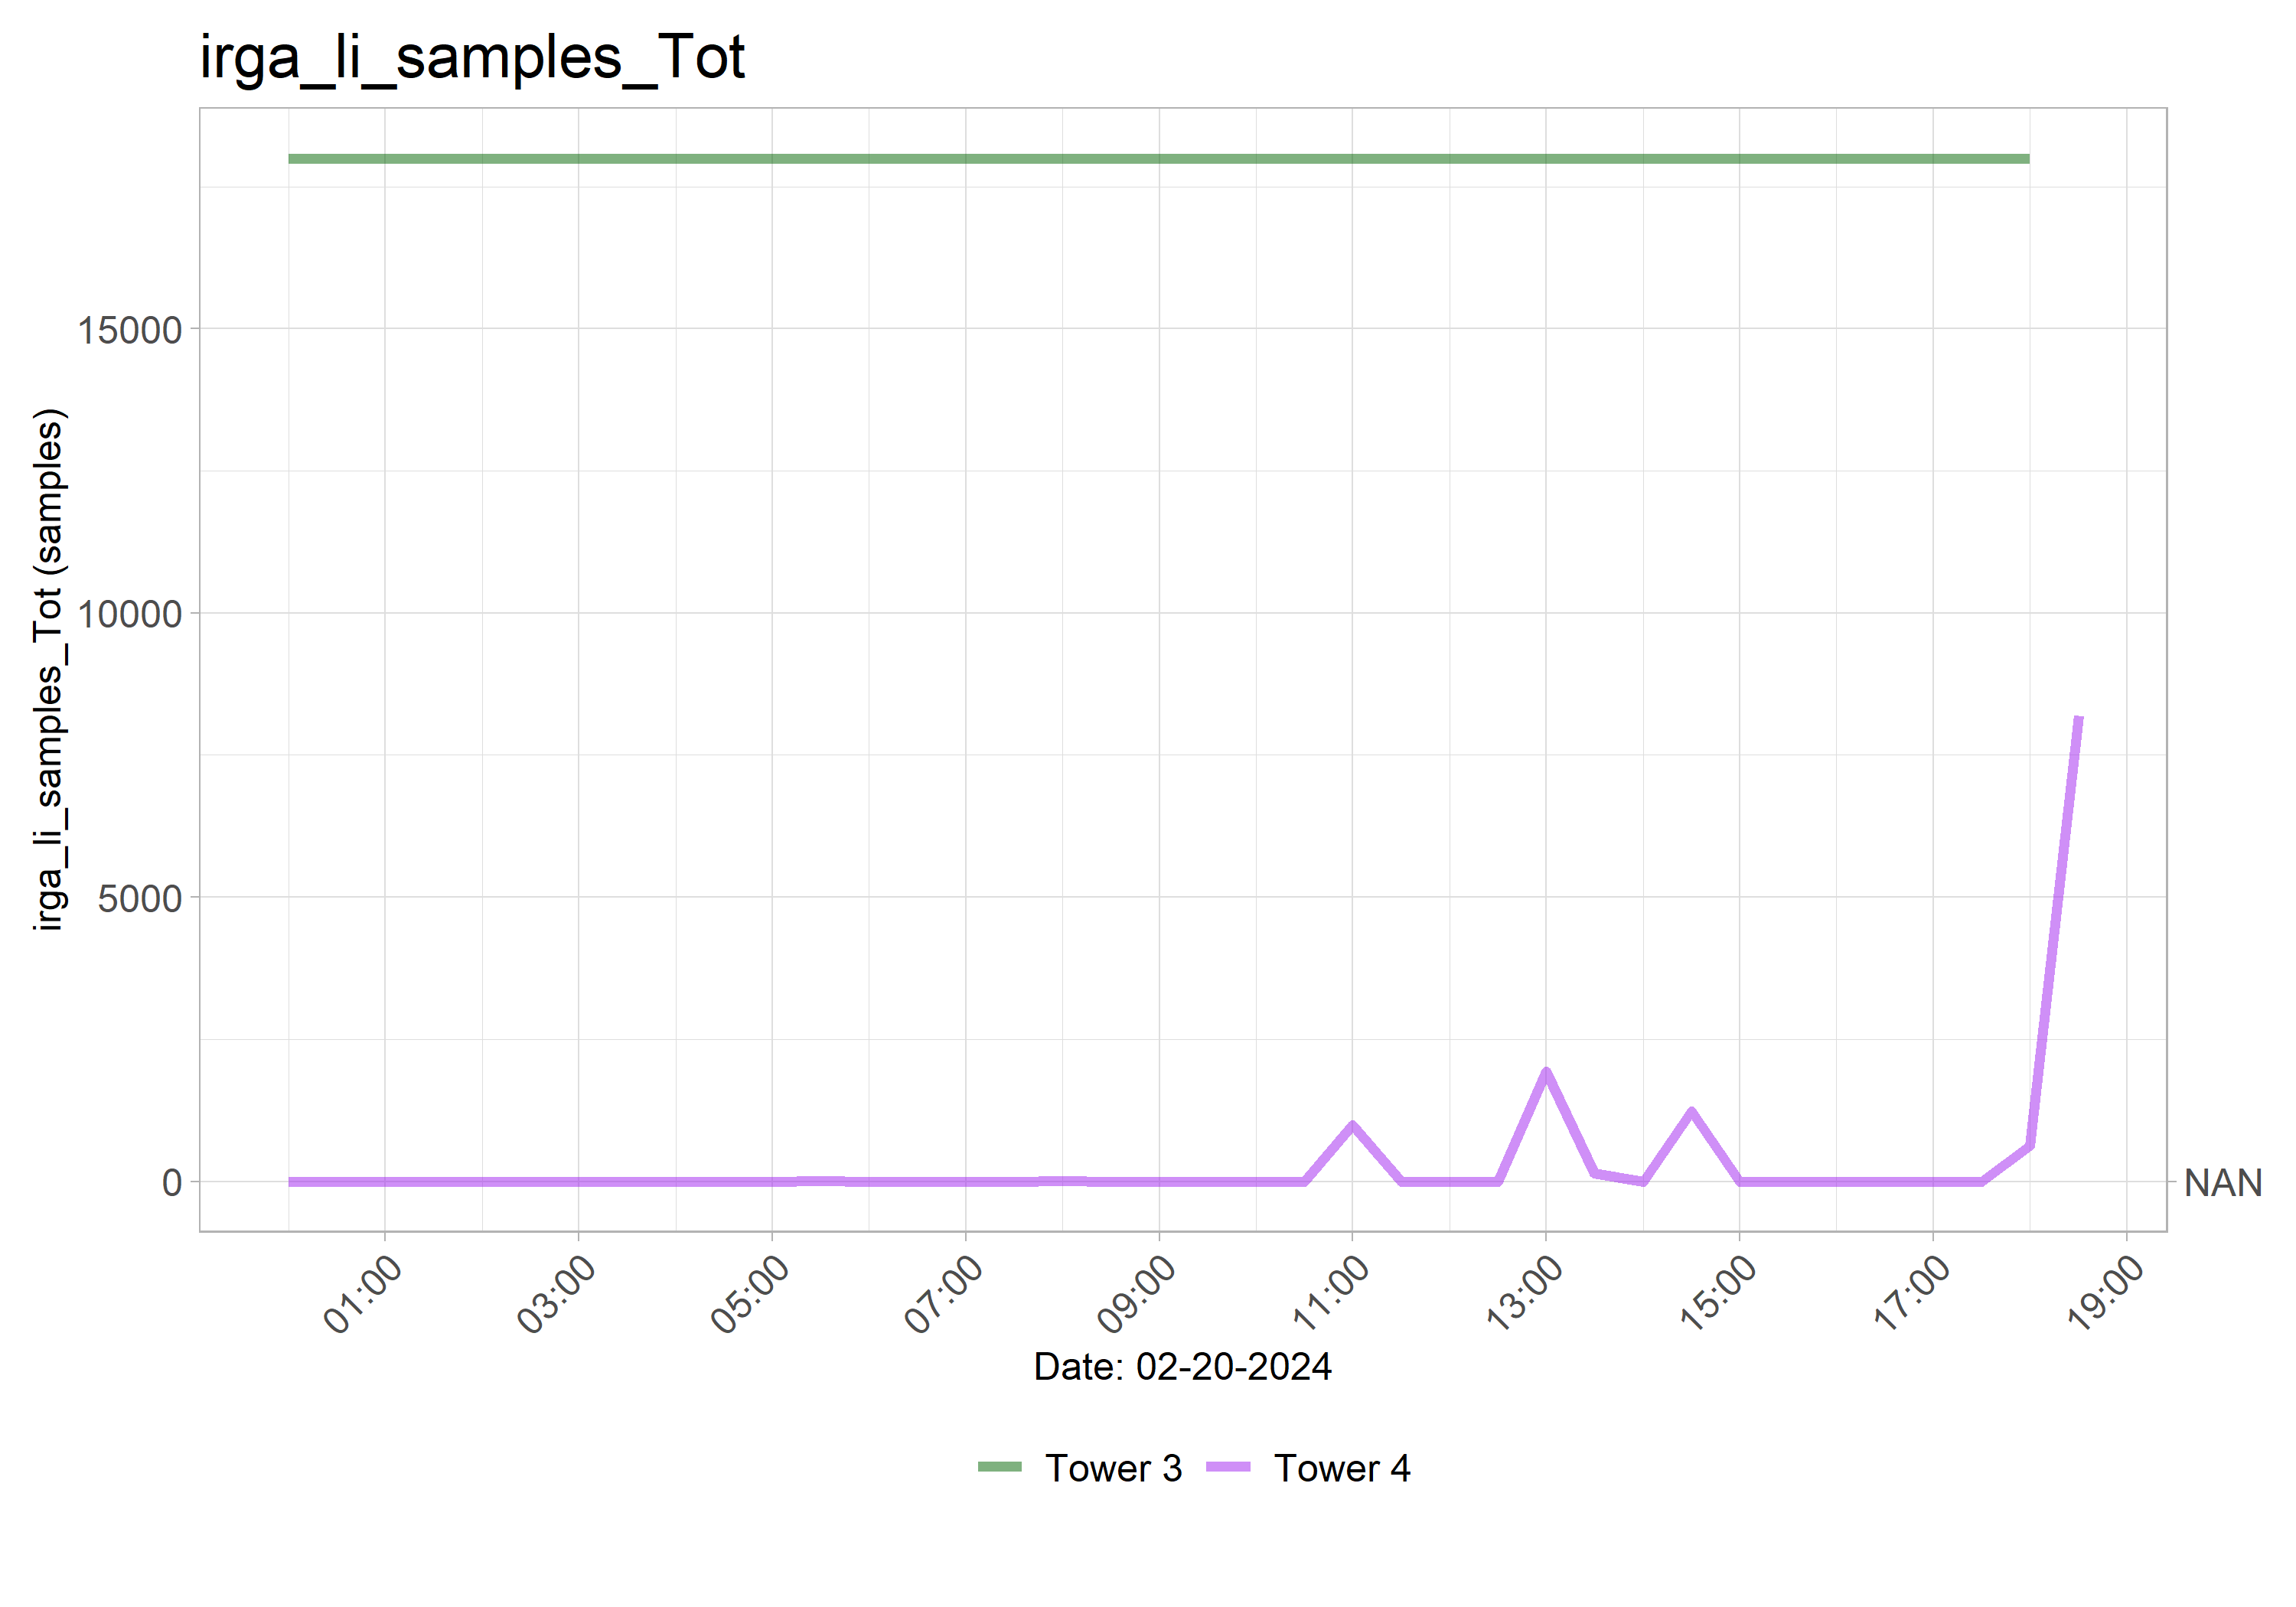 irga_li_samples_Tot
irga_li_samples_Tot (samples)
15000
10000
5000
0
NAN
01:00
03:00
05:00
07:00
09:00
11:00
13:00
15:00
17:00
19:00
Date: 02-20-2024
Tower 3
Tower 4